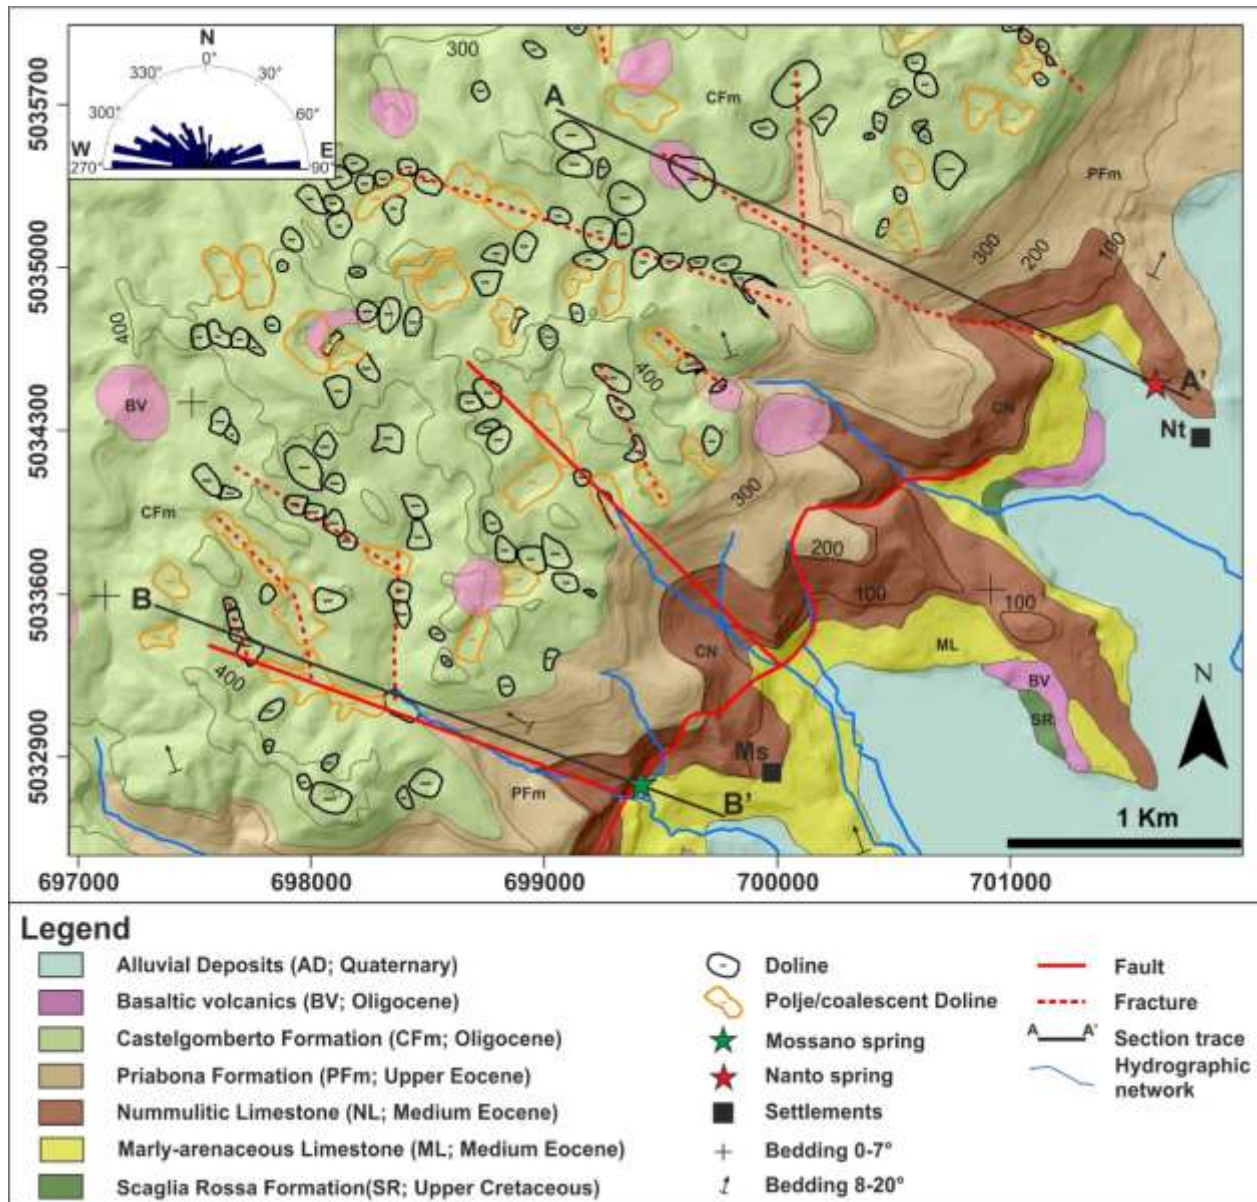 N
0°
330°
30°
300°
60°
W
E
270°
90°
300
A
CFm
PFm
300
200
100
400
400
BV
CN
A'
Nt
CFm
300
200
100
100
B
CN
ML
BV
SR
N
400
Ms
PFm
B'
1 Km
5035700
5035000
5034300
5033600
5032900
697000
698000
699000
700000
701000
Legend
Alluvial Deposits (AD; Quaternary)
Basaltic volcanics (BV; Oligocene)
Castelgomberto Formation (CFm; Oligocene)
Priabona Formation (PFm; Upper Eocene)
Nummulitic Limestone (NL; Medium Eocene)
Marly-arenaceous Limestone (ML; Medium Eocene)
Scaglia Rossa Formation(SR; Upper Cretaceous)
Doline
Polje/coalescent Doline
Mossano spring
Nanto spring
Settlements
Bedding 0-7°
Bedding 8-20°
Fault
Fracture
A A' Section trace
Hydrographic
network